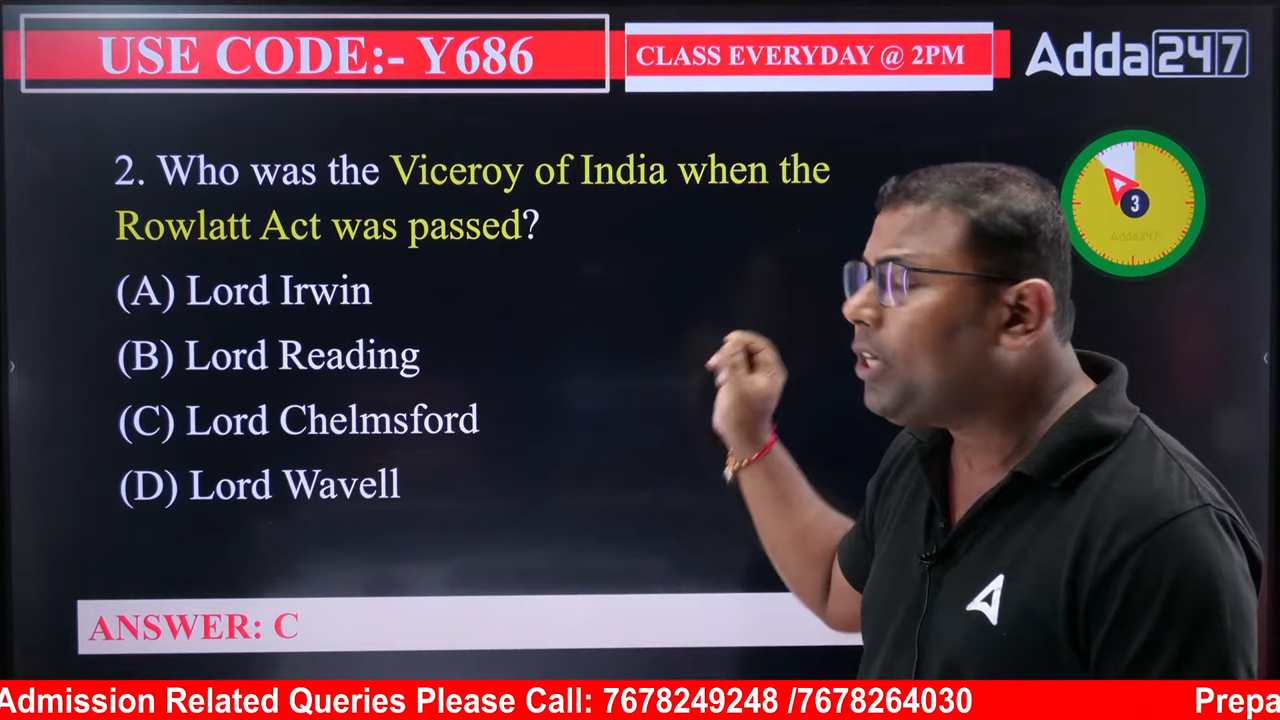 USE CODE:- Y686
CLASS EVERYDAY @ 2PM
Adda247
2. Who was the Viceroy of India when the
Rowlatt Act was passed?
3
Adda247
(A) Lord Irwin
(B) Lord Reading
(C) Lord Chelmsford
(D) Lord Wavell
ANSWER: C
Admission Related Queries Please Call: 7678249248 /7678264030 Prepa